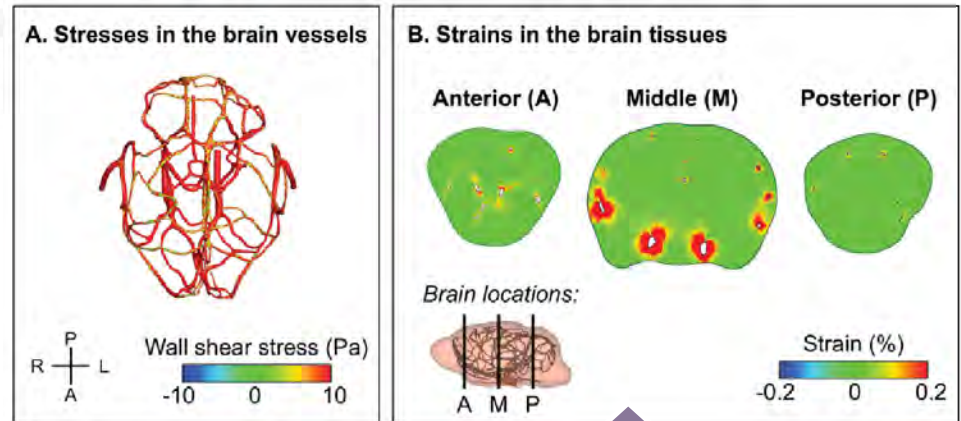 A. Stresses in the brain vessels
P
R
L
A
Wall shear stress (Pa)
-10 0 10
B. Strains in the brain tissues
Anterior (A) Middle (M) Posterior (P)
Brain locations:
A M P
Strain (%)
-0.2 0 0.2